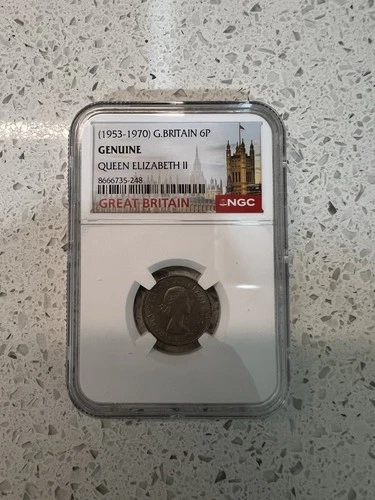 (1953-1970) G.BRITAIN 6P
GENUINE
QUEEN ELIZABETH II
8666735-248
GREAT BRITAIN
NGC